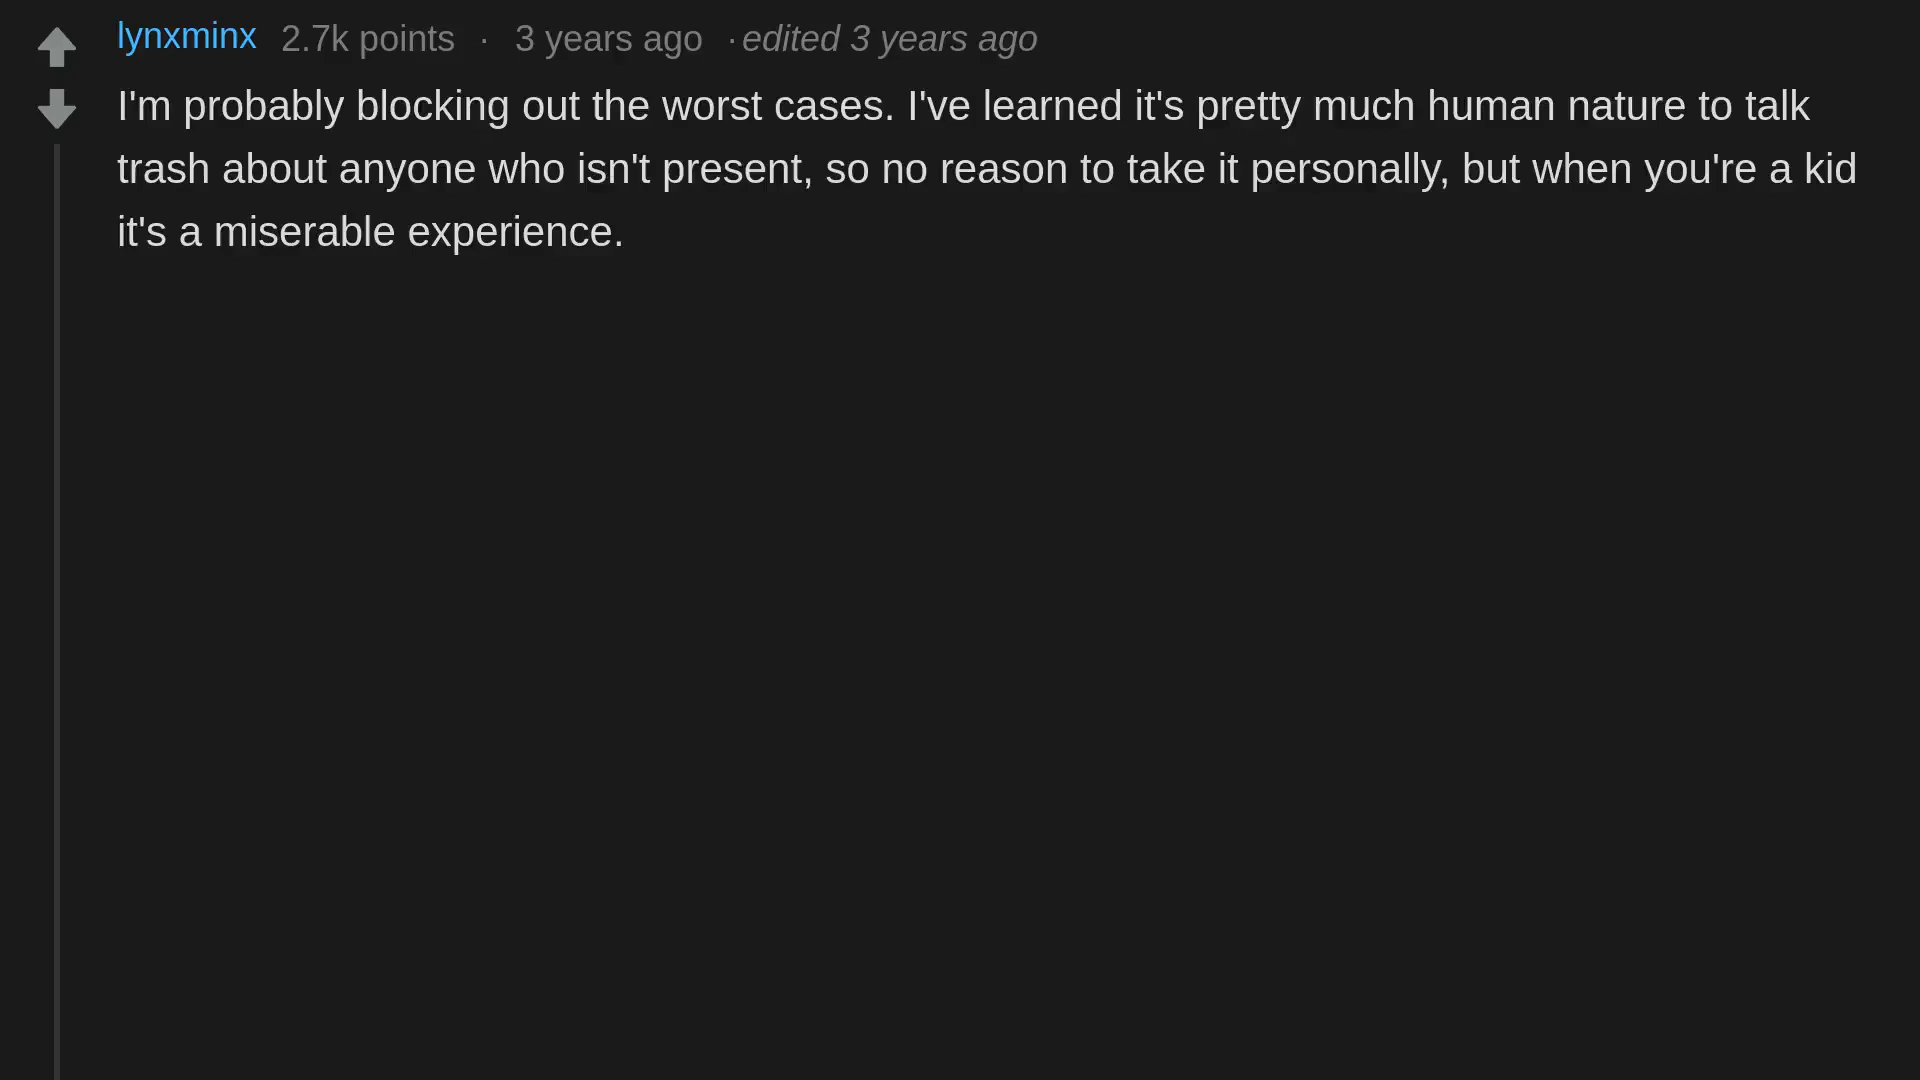 lynxminx 2.7k points · 3 years ago · edited 3 years ago
I'm probably blocking out the worst cases. I've learned it's pretty much human nature to talk
trash about anyone who isn't present, so no reason to take it personally, but when you're a kid
it's a miserable experience.